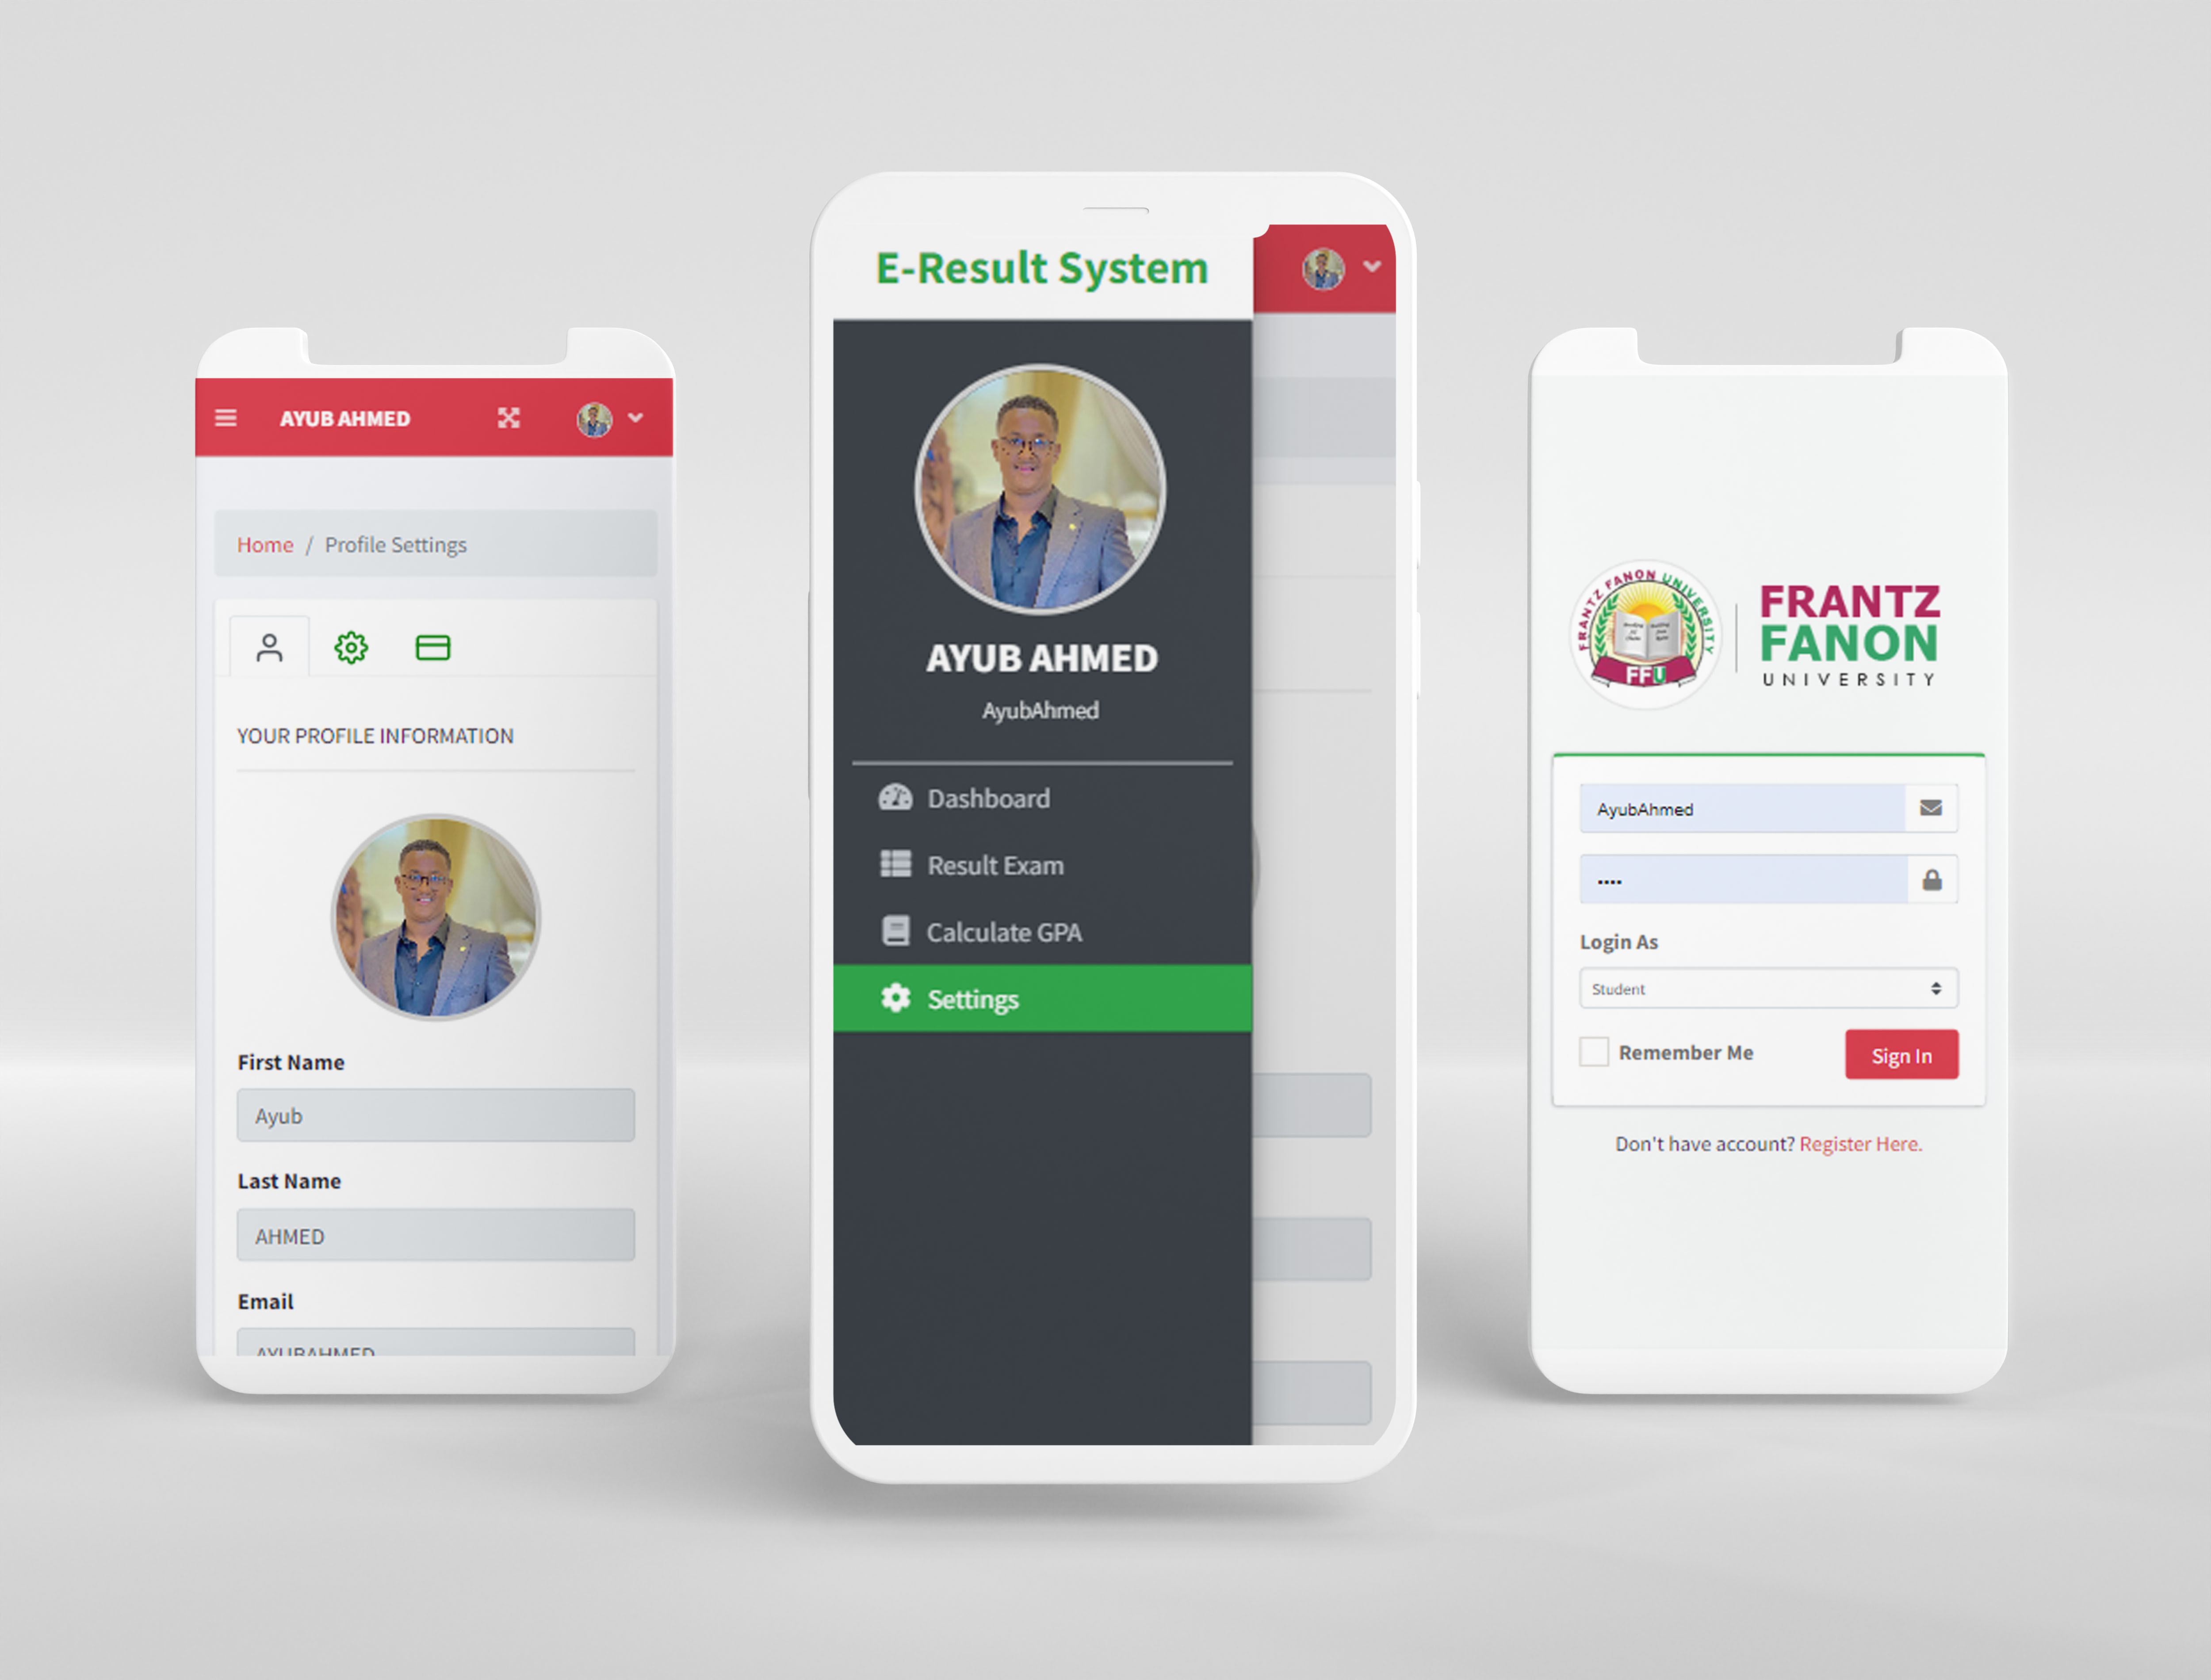 AYUB AHMED
Home / Profile Settings
YOUR PROFILE INFORMATION
First Name
Ayub
Last Name
AHMED
Email
AYUBAHMED
E-Result System
AYUB AHMED
AyubAhmed
Dashboard
Result Exam
Calculate GPA
Settings
FRANTZ FANON UNIVERSITY
FFU
FRANTZ
FANON
UNIVERSITY
AyubAhmed
••••
Login As
Student
Remember Me
Sign In
Don't have account? Register Here.